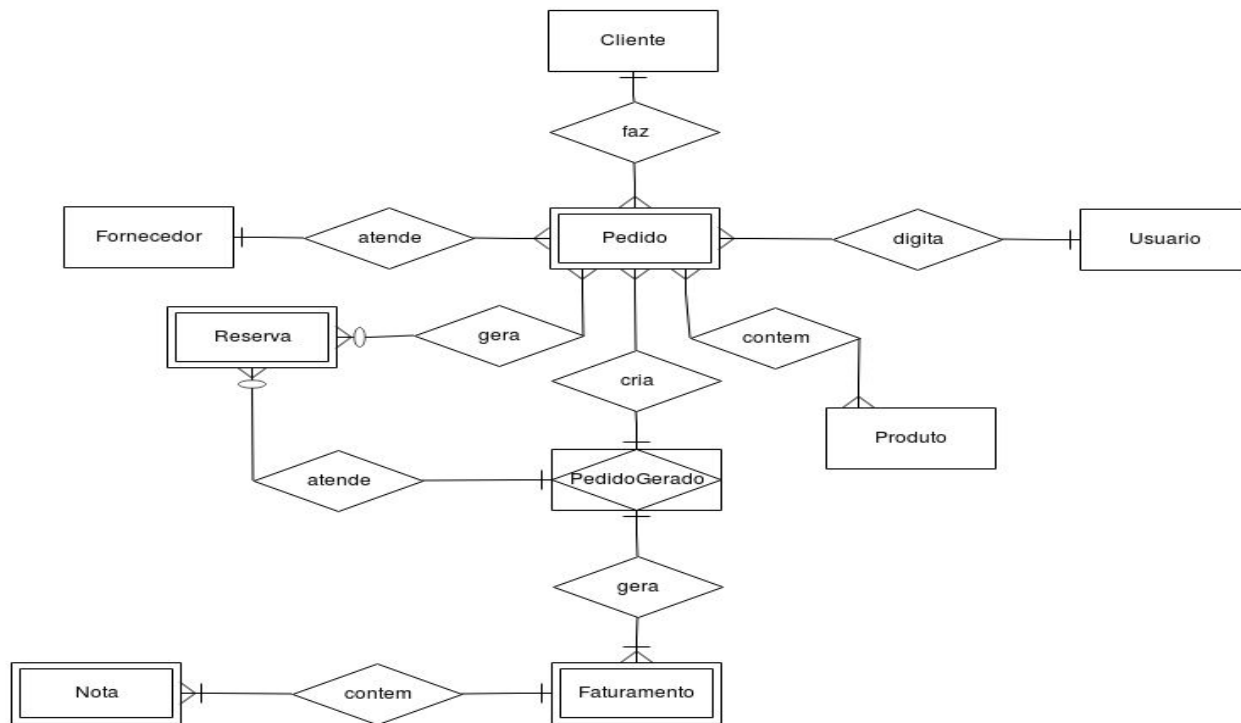 Cliente
faz
Fornecedor
atende
Pedido
digita
Usuario
Reserva
gera
contem
cria
Produto
atende
PedidoGerado
gera
Nota
contem
Faturamento